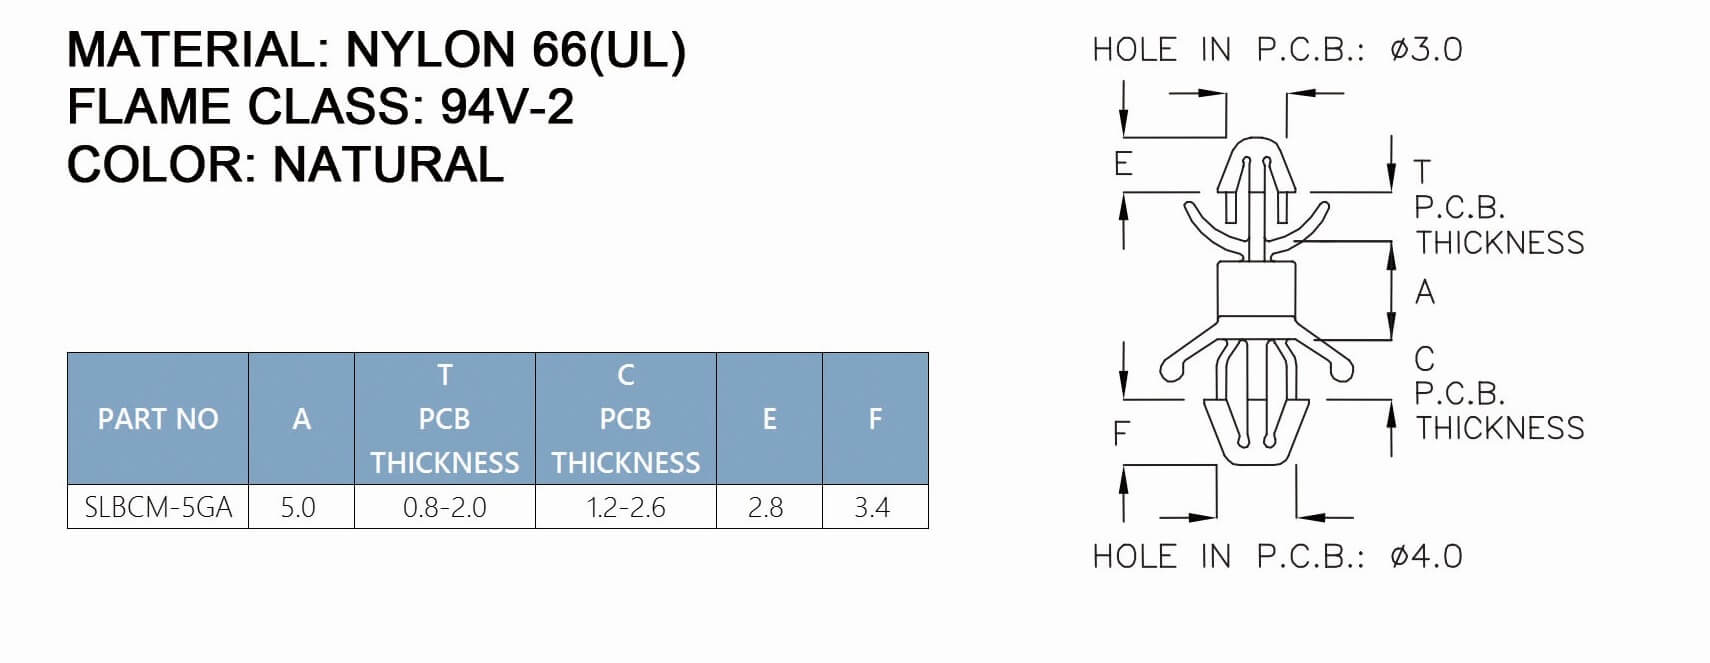 MATERIAL: NYLON 66(UL)
FLAME CLASS: 94V-2
COLOR: NATURAL
PART NO
A
T
PCB
THICKNESS
C
PCB
THICKNESS
E
F
SLBCM-5GA
5.0
0.8-2.0
1.2-2.6
2.8
3.4
HOLE IN P.C.B.: ⌀3.0
E
T
P.C.B.
THICKNESS
A
C
P.C.B.
THICKNESS
F
HOLE IN P.C.B.: ⌀4.0